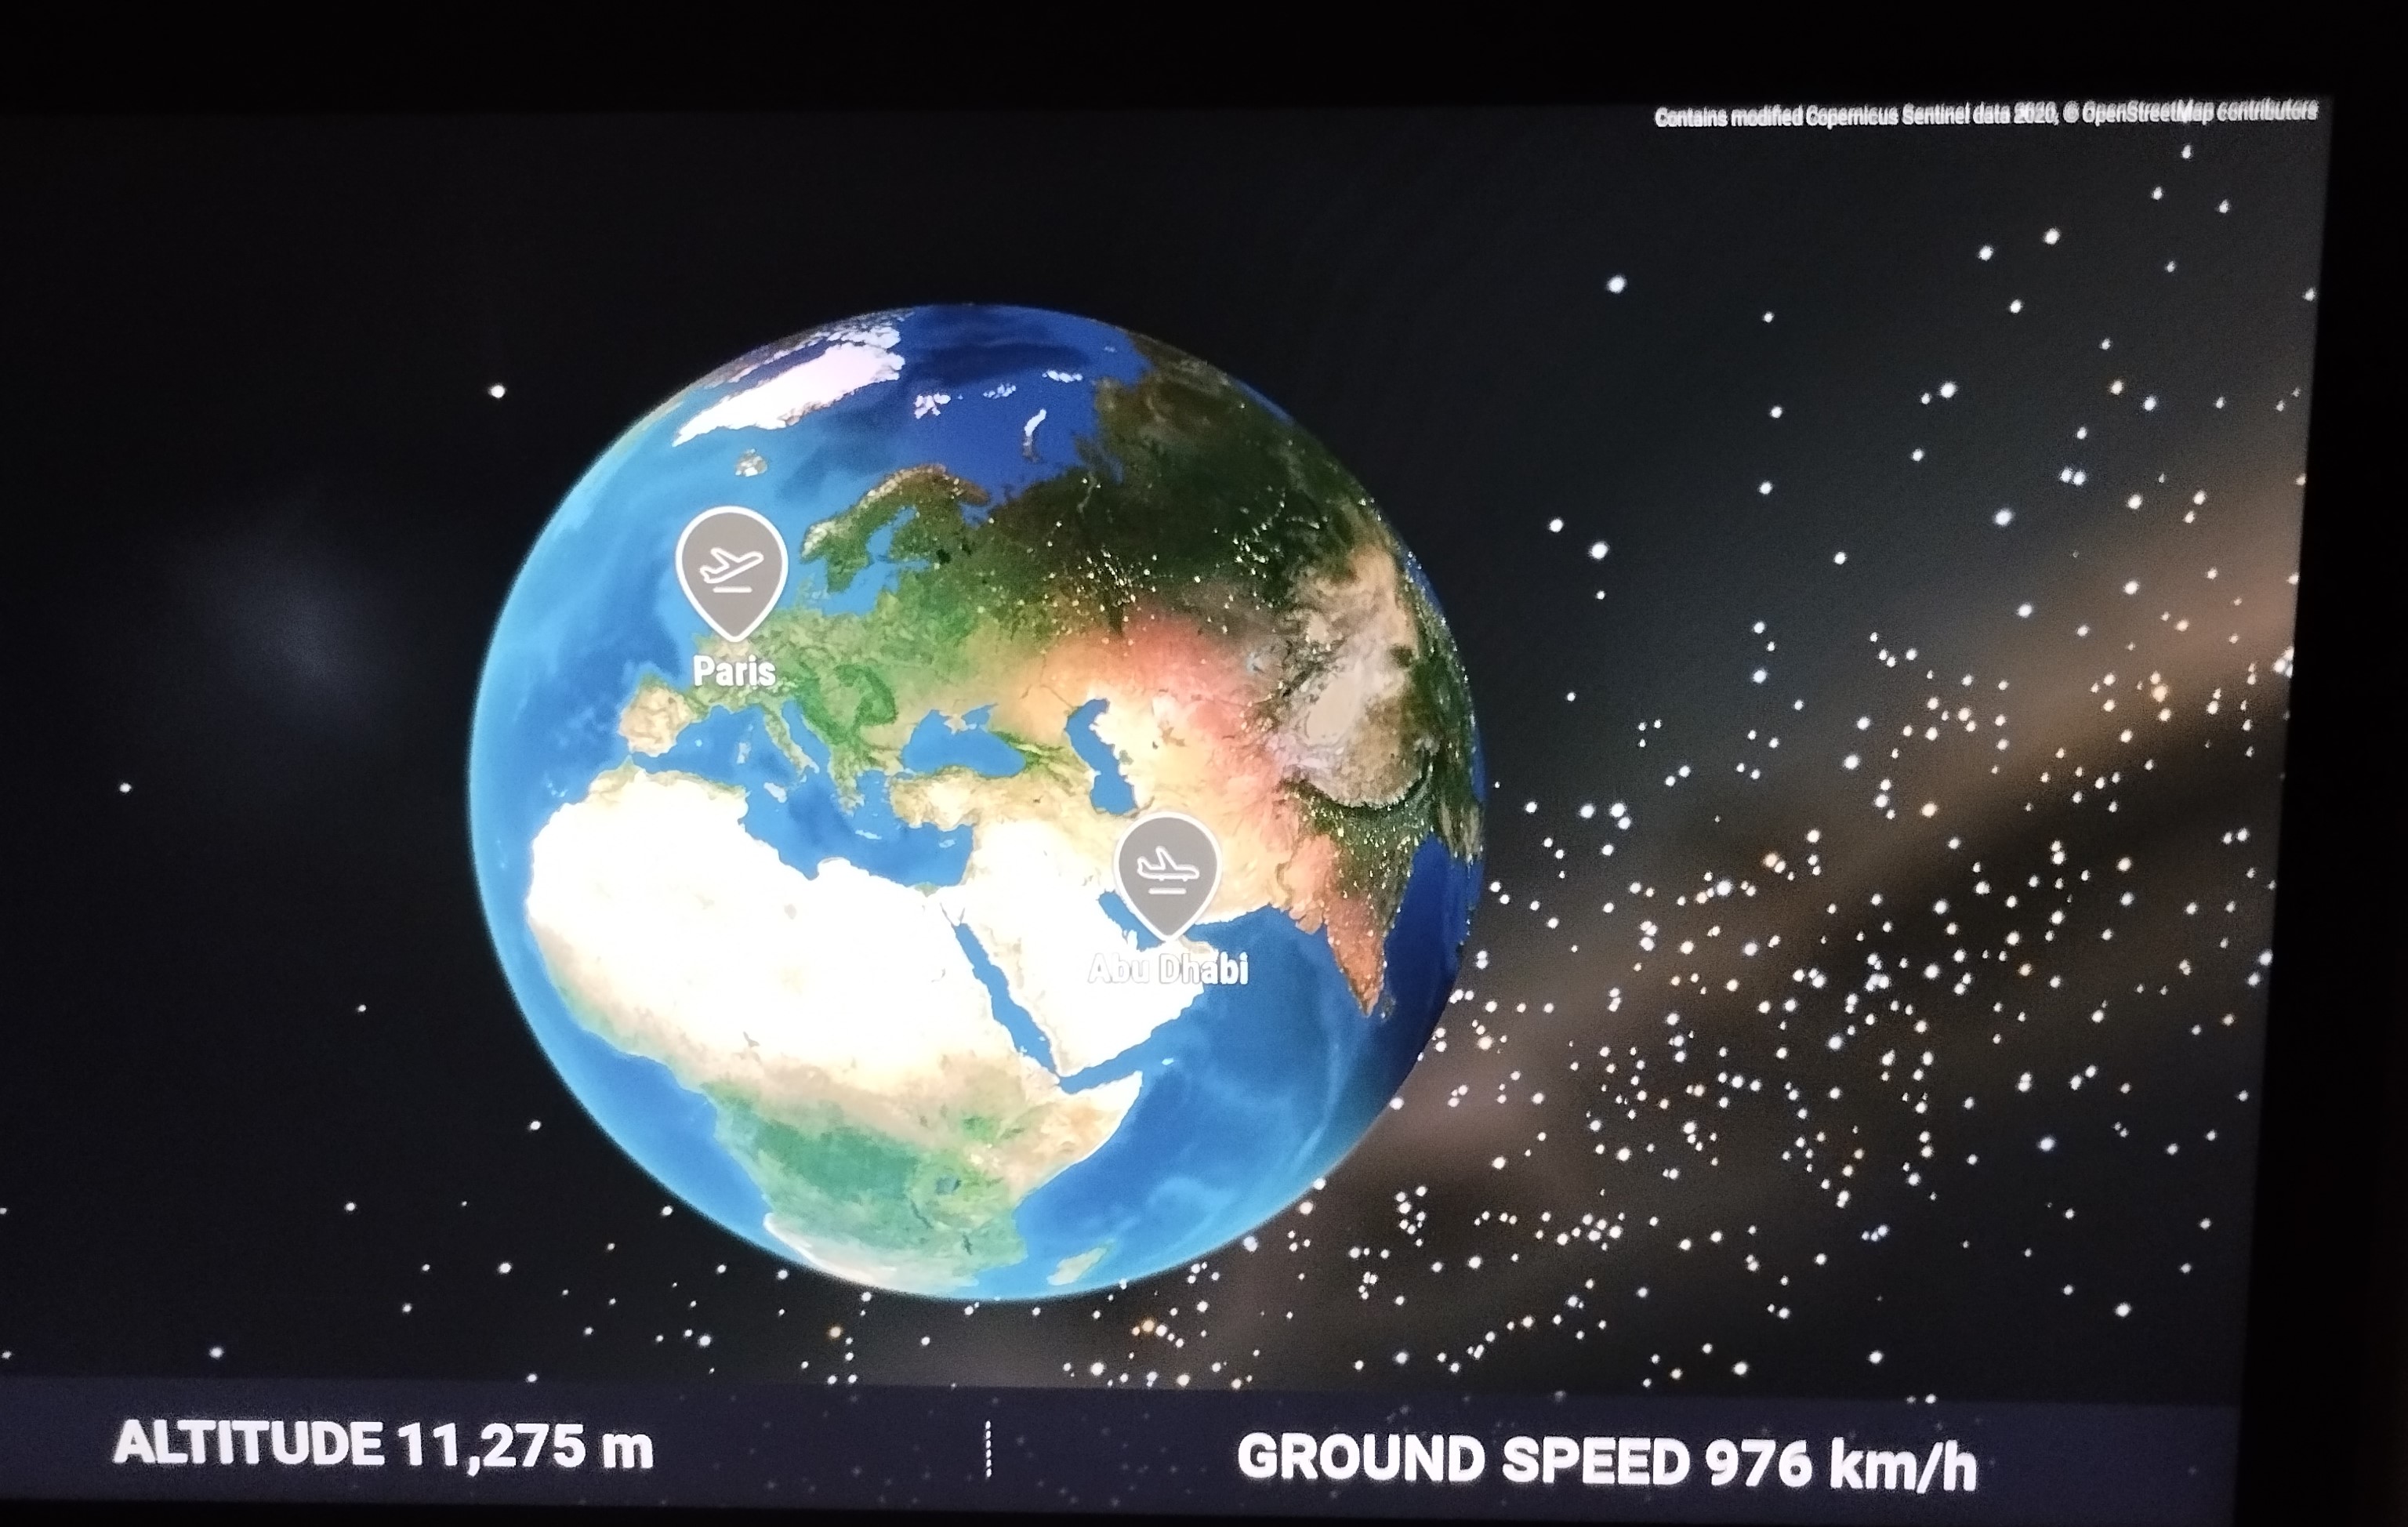 Contains modified Copernicus Sentinel data 2020, © OpenStreetMap contributors
Paris
Abu Dhabi
ALTITUDE 11,275 m
GROUND SPEED 976 km/h